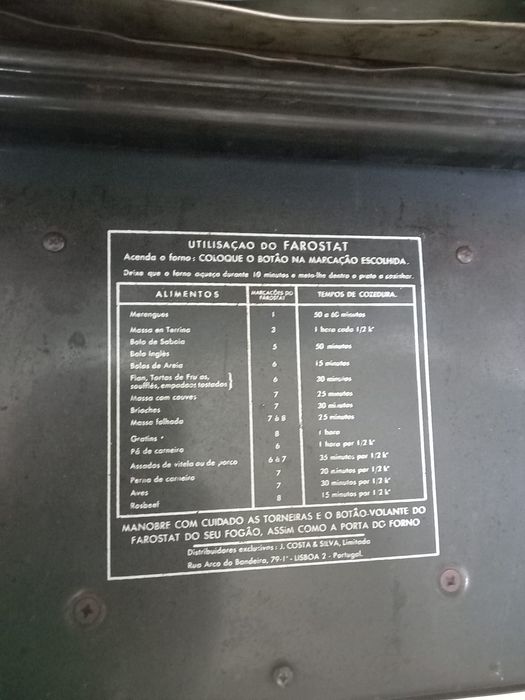 UTILISAÇAO DO FAROSTAT
Acenda o forno: COLOQUE O BOTÃO NA MARCAÇÃO ESCOLHIDA.
Deixe que o forno aqueça durante 10 minutos e meta-lhe dentro o prato a cozinhar.
ALIMENTOS MARCAÇÕES DO FAROSTAT TEMPOS DE COZEDURA.
Merengues 1 50 a 60 minutos
Massa en Terrina 3 1 hora cada 1/2 k°
Bolo de Saboia
Bolo Inglês 5 50 minutos
Bolos de Areia 6 15 minutos
Flan, Tortas de Frutas,
soufflés, empadoas tostados} 6 30 minutos
Massa com couves 7 25 minutos
Brioches 7 30 minutos
Massa folhada 7 à 8 25 minutos
Gratins 8 1 hora
Pá de carneiro 6 1 hora por 1/2 k°
Assados de vitela ou de porco 6 à 7 35 minutos por 1/2 k°
Perna de carneiro 7 20 minutos por 1/2 k°
Aves 7 30 minutos por 1/2 k°
Rosbeef 8 15 minutos por 1 2 k°
MANOBRE COM CUIDADO AS TORNEIRAS E O BOTÃO-VOLANTE DO
FAROSTAT DO SEU FOGÃO, ASSIM COMO A PORTA DO FORNO
Distribuidores exclusivos: J. COSTA & SILVA, Limitada
Rua Arco do Bandeira, 79-1° - LISBOA 2 - Portugal.